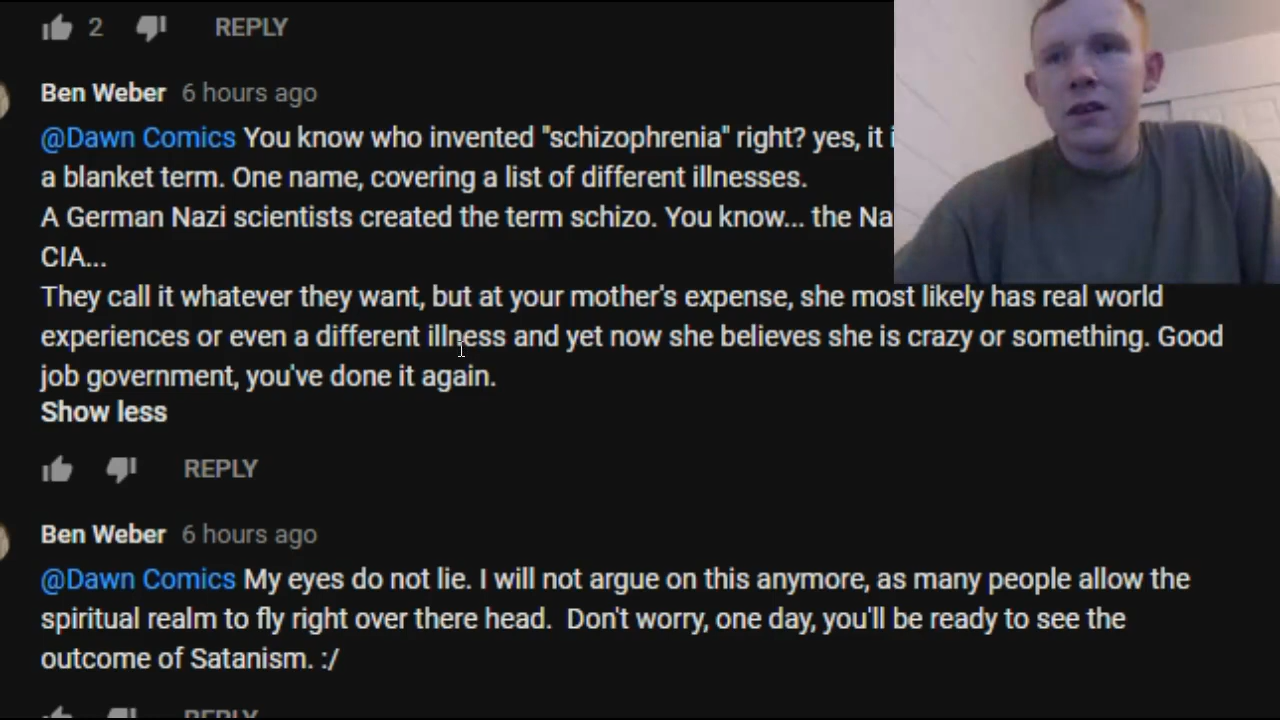 2 REPLY
Ben Weber 6 hours ago
@Dawn Comics You know who invented "schizophrenia" right? yes, it
a blanket term. One name, covering a list of different illnesses.
A German Nazi scientists created the term schizo. You know... the
CIA...
They call it whatever they want, but at your mother's expense, she most likely has real world
experiences or even a different illness and yet now she believes she is crazy or something. Good
job government, you've done it again.
Show less
REPLY
Ben Weber 6 hours ago
@Dawn Comics My eyes do not lie. I will not argue on this anymore, as many people allow the
spiritual realm to fly right over there head. Don't worry, one day, you'll be ready to see the
outcome of Satanism. :/
REPLY